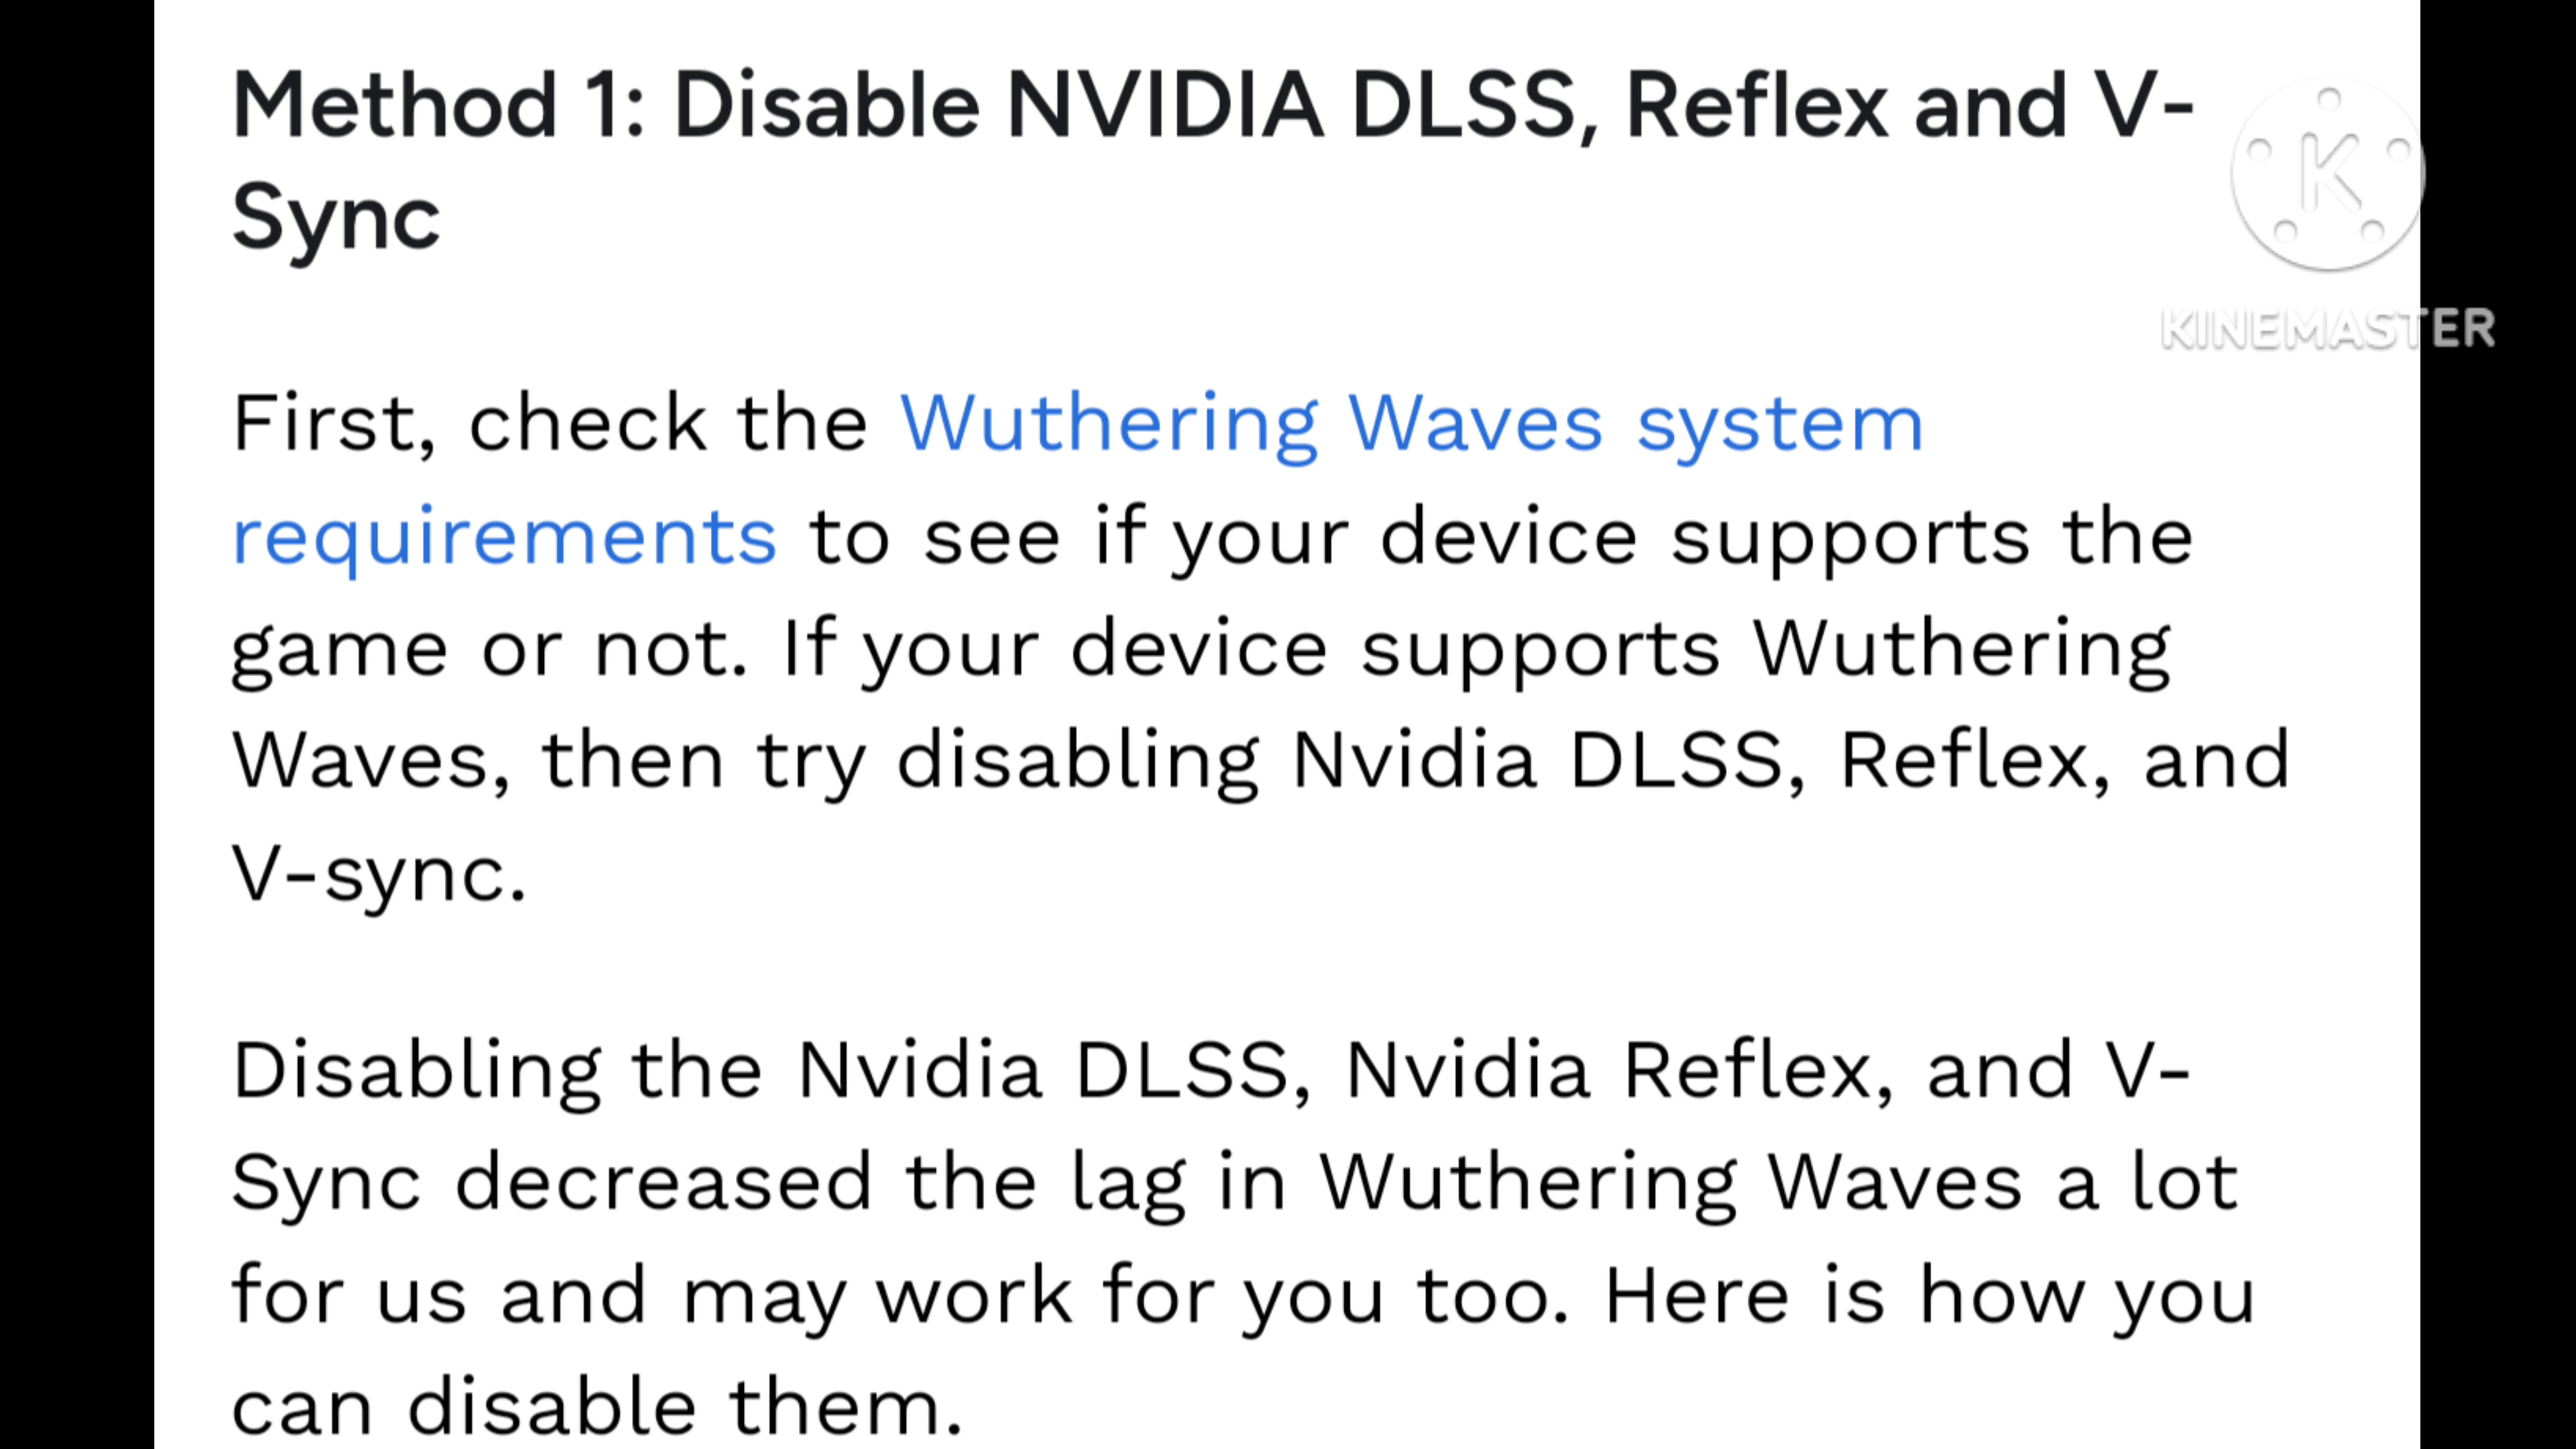 Method 1: Disable NVIDIA DLSS, Reflex and V-
Sync
K
KINEMASTER
First, check the Wuthering Waves system
requirements to see if your device supports the
game or not. If your device supports Wuthering
Waves, then try disabling Nvidia DLSS, Reflex, and
V-sync.
Disabling the Nvidia DLSS, Nvidia Reflex, and V-
Sync decreased the lag in Wuthering Waves a lot
for us and may work for you too. Here is how you
can disable them.